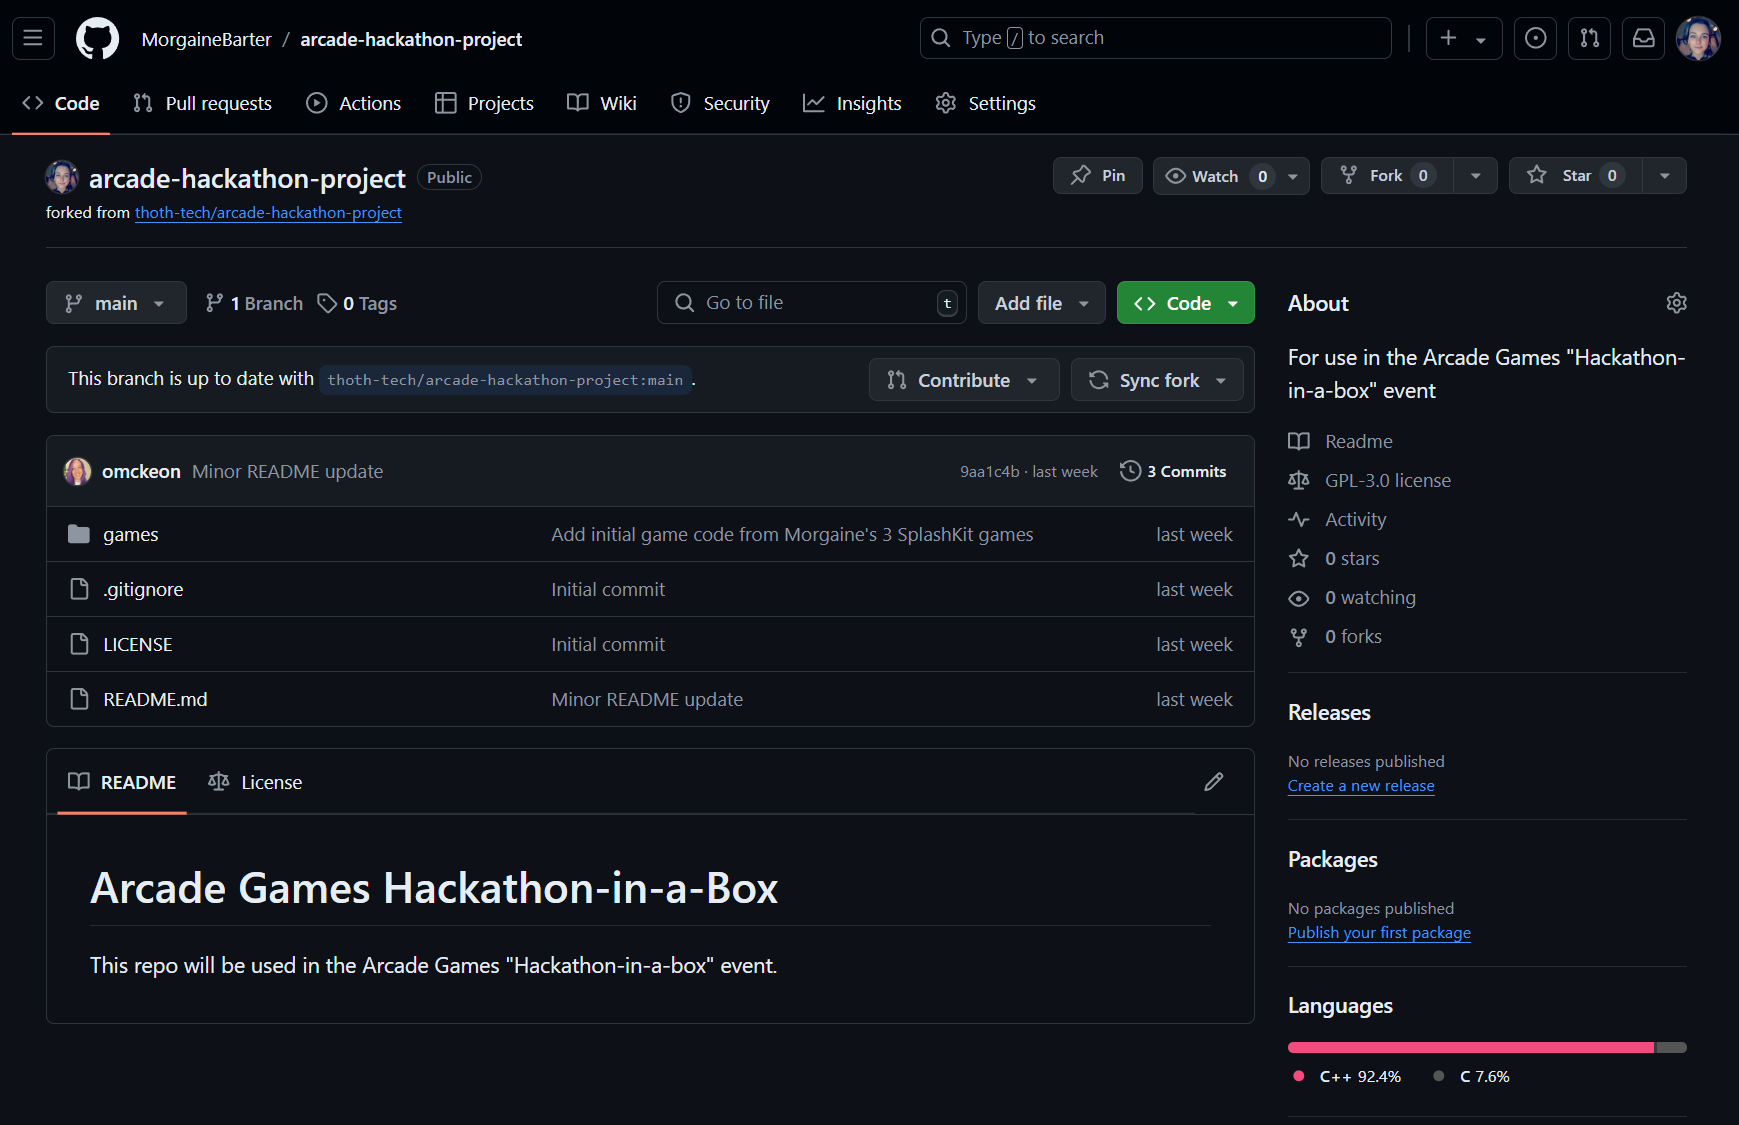 MorgaineBarter / arcade-hackathon-project
Type / to search
Code Pull requests Actions Projects Wiki Security Insights Settings
arcade-hackathon-project Public
Pin Watch 0 Fork 0 Star 0
forked from thoth-tech/arcade-hackathon-project
main 1 Branch 0 Tags Go to file t Add file Code
This branch is up to date with thoth-tech/arcade-hackathon-project:main .
Contribute Sync fork
omckeon Minor README update 9aa1c4b · last week 3 Commits
games Add initial game code from Morgaine's 3 SplashKit games last week
.gitignore Initial commit last week
LICENSE Initial commit last week
README.md Minor README update last week
README License
Arcade Games Hackathon-in-a-Box
This repo will be used in the Arcade Games "Hackathon-in-a-box" event.
About
For use in the Arcade Games "Hackathon-
in-a-box" event
Readme
GPL-3.0 license
Activity
0 stars
0 watching
0 forks
Releases
No releases published
Create a new release
Packages
No packages published
Publish your first package
Languages
C++ 92.4% C 7.6%